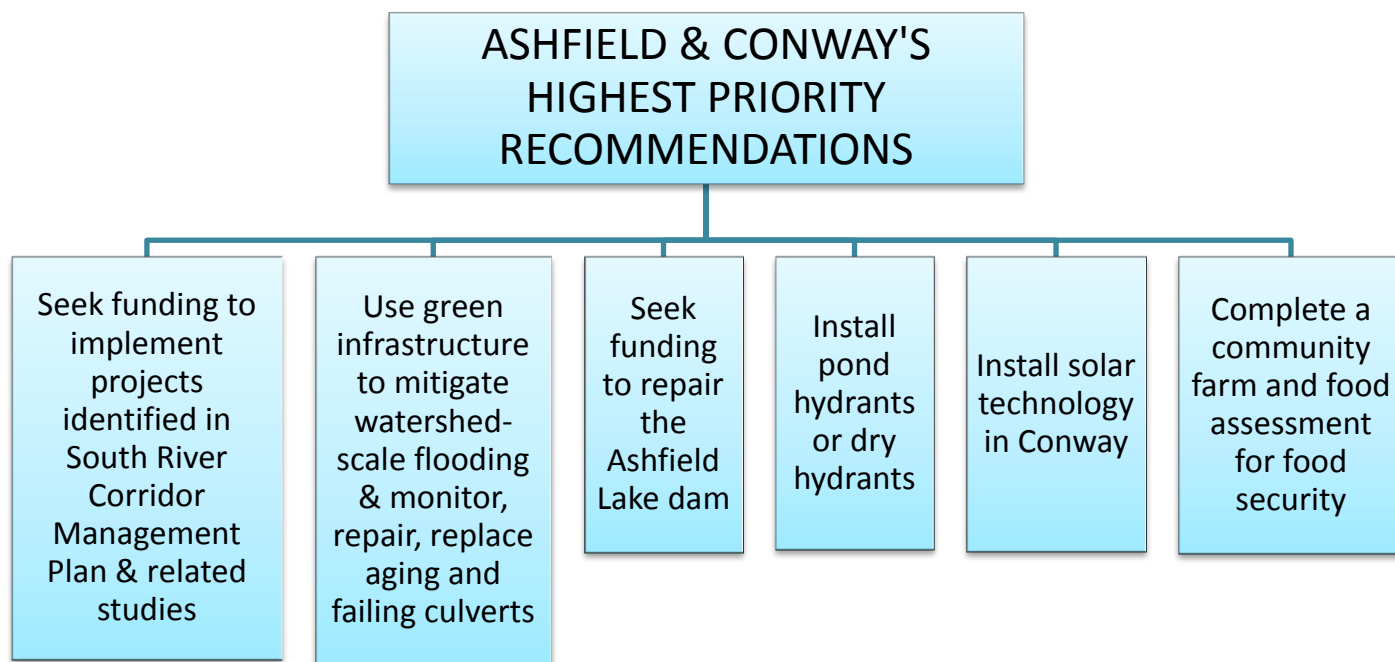 ASHFIELD & CONWAY'S
HIGHEST PRIORITY
RECOMMENDATIONS
Seek funding to
implement
projects
identified in
South River
Corridor
Management
Plan & related
studies
Use green
infrastructure
to mitigate
watershed-
scale flooding
& monitor,
repair, replace
aging and
failing culverts
Seek
funding
to repair
the
Ashfield
Lake dam
Install
pond
hydrants
or dry
hydrants
Install solar
technology
in Conway
Complete a
community
farm and food
assessment
for food
security